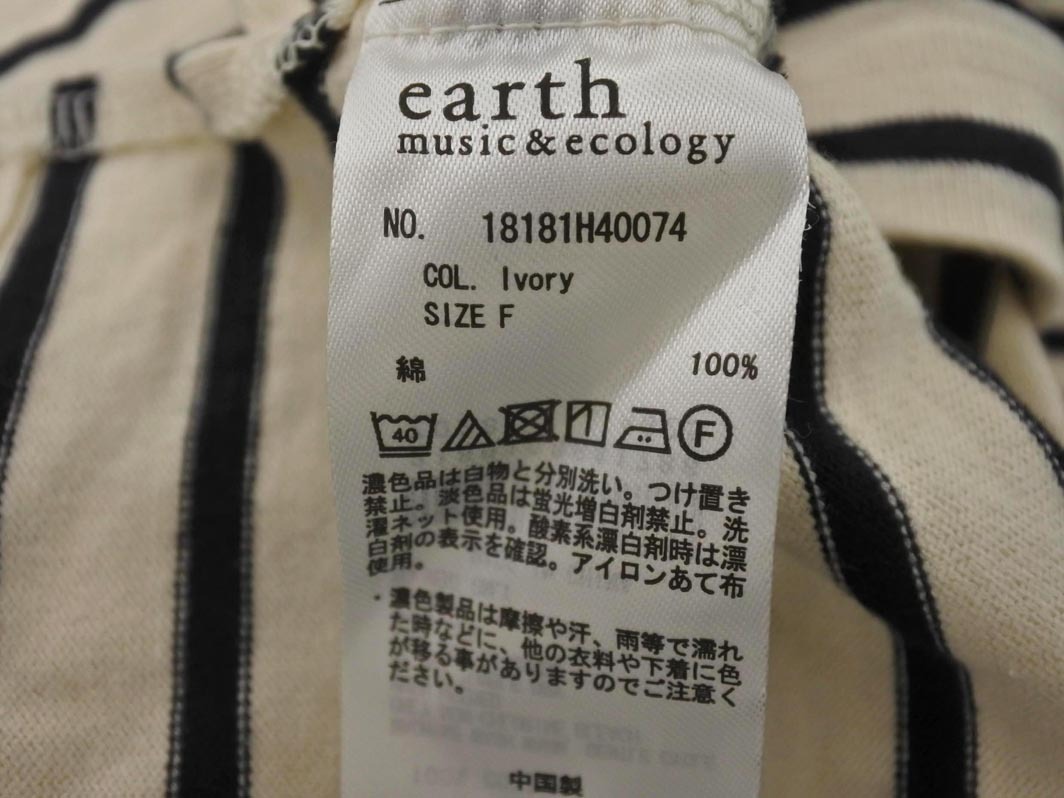 earth
music&ecology
NO. 18181H40074
COL. Ivory
SIZE F
綿 100%
40 F
濃色品は白物と分別洗い。つけ置き
禁止。淡色品は蛍光増白剤禁止。洗
濯ネット使用。酸素系漂白剤時は漂
白剤の表示を確認。アイロンあて布
使用。
・濃色製品は摩擦や汗、雨等で濡れ
た時などに、他の衣料や下着に色
が移る事がありますのでご注意く
ださい。
中国製